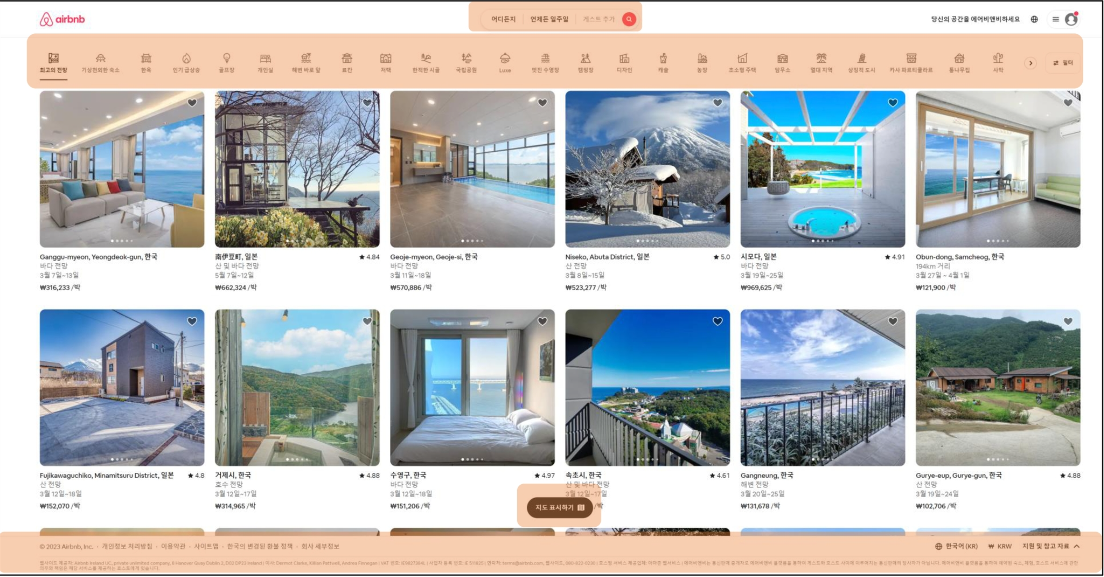 airbnb
어디든지
언제든 일주일
게스트 추가
당신의 공간을 에어비앤비하세요
최고의 전망
기상천외한 숙소
한옥
인기 급상승
골프장
개인실
해변 바로 앞
료칸
저택
한적한 시골
국립공원
Luxe
멋진 수영장
캠핑장
디자인
캐슬
농장
초소형 주택
열대 지역
상징적 도시
통나무집
사막
필터
Ganggu-myeon, Yeongdeok-gun, 한국
바다 전망
3월 7일~13일
₩316,233 /박
南伊豆町, 일본 ★ 4.84
산 및 바다 전망
5월 7일~12일
₩662,324 /박
Geoje-myeon, Geoje-si, 한국
바다 전망
3월 11일~18일
₩570,886 /박
Niseko, Abuta District, 일본 ★ 5.0
산 전망
3월 8일~15일
₩523,277 /박
시모다, 일본 ★ 4.91
바다 전망
3월 19일~25일
₩969,625 /박
Obun-dong, Samcheog, 한국
194km 거리
3월 27일 ~ 4월 1일
₩121,900 /박
Fujikawaguchiko, Minamitsuru District, 일본 ★ 4.8
산 전망
3월 12일~18일
₩152,070 /박
거제시, 한국 ★ 4.88
호수 전망
3월 12일~17일
₩314,965 /박
수영구, 한국 ★ 4.97
바다 전망
3월 12일~18일
₩151,206 /박
속초시, 한국 ★ 4.61
산 및 바다 전망
3월 12일~17일
/박
Gangneung, 한국
해변 전망
3월 20일~25일
₩131,678 /박
Gurye-eup, Gurye-gun, 한국 ★ 4.88
산 전망
3월 19일~24일
₩102,706 /박
지도 표시하기
© 2023 Airbnb, Inc. · 개인정보 처리방침 · 이용약관 · 사이트맵 · 한국의 변경된 환불 정책 · 회사 세부정보
한국어 (KR) ₩ KRW 지원 및 참고 자료